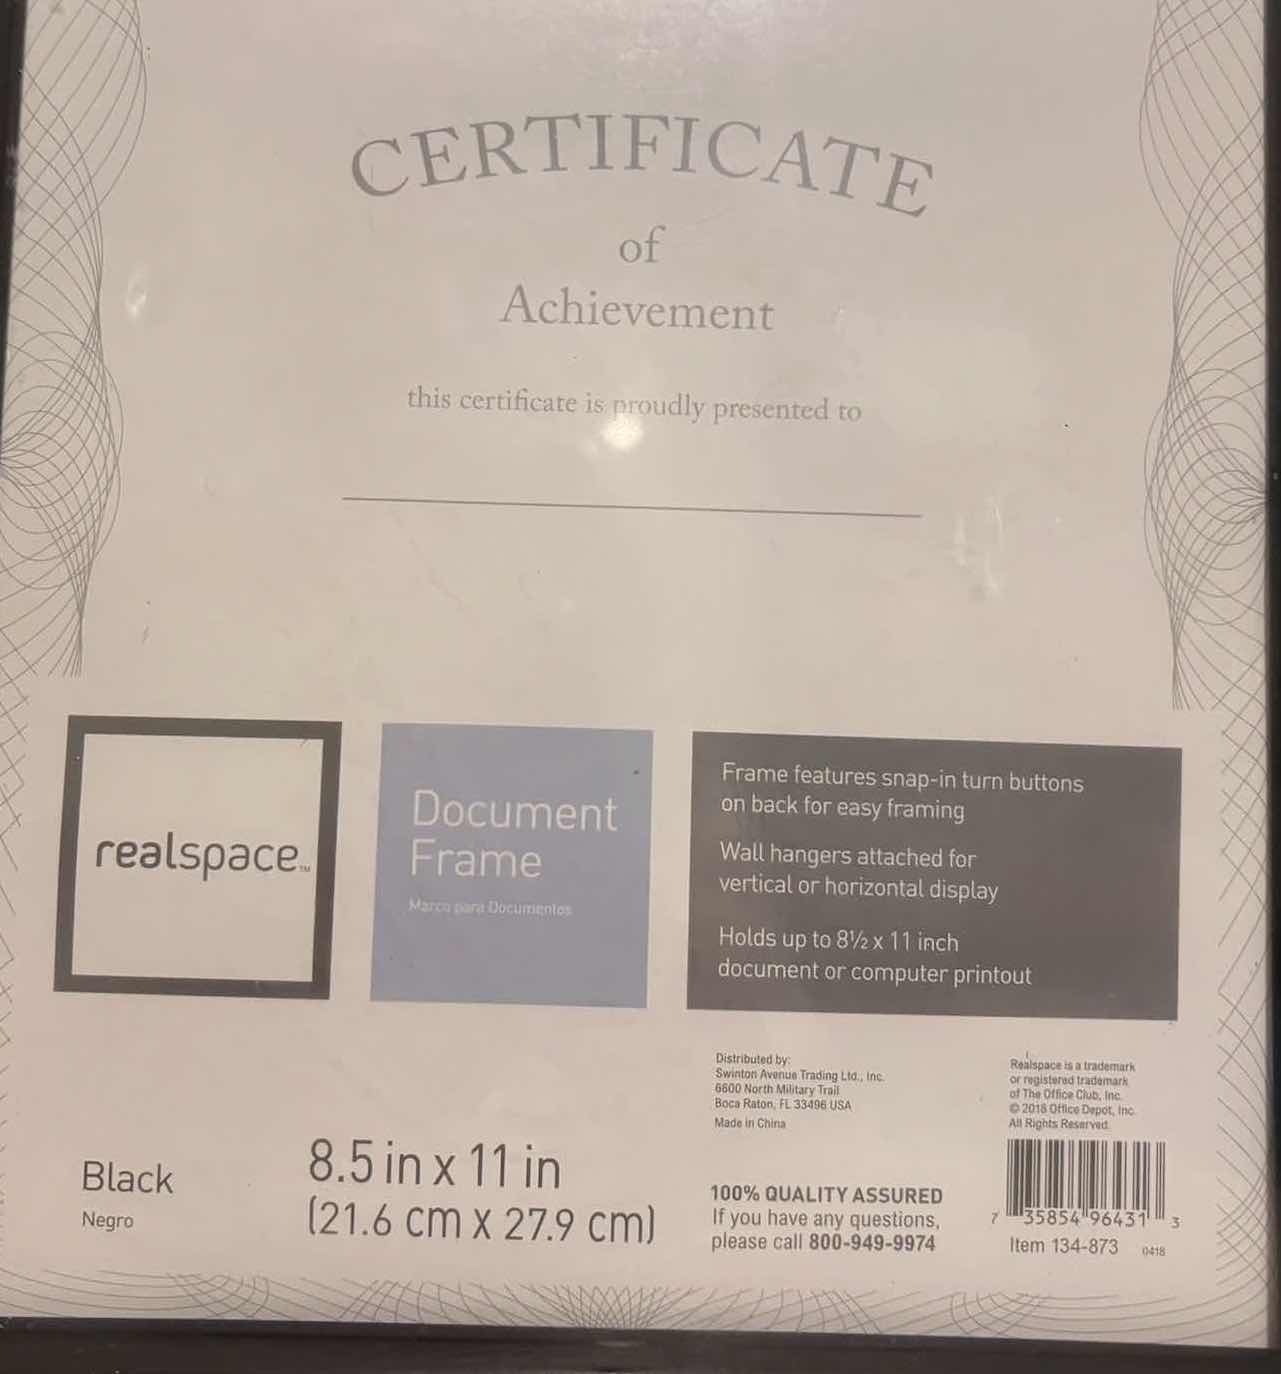 CERTIFICATE
of
Achievement
this certificate is proudly presented to
realspace™
Document
Frame
Marco para Documentos
Frame features snap-in turn buttons
on back for easy framing
Wall hangers attached for
vertical or horizontal display
Holds up to 8½ x 11 inch
document or computer printout
Distributed by:
Swinton Avenue Trading Ltd., Inc.
6600 North Military Trail
Boca Raton, FL 33496 USA
Made in China
Realspace is a trademark
or registered trademark
of The Office Club, Inc.
© 2018 Office Depot, Inc.
All Rights Reserved.
Black
Negro
8.5 in x 11 in
(21.6 cm x 27.9 cm)
100% QUALITY ASSURED
If you have any questions,
please call 800-949-9974
7 35854 96431 3
Item 134-873 0418